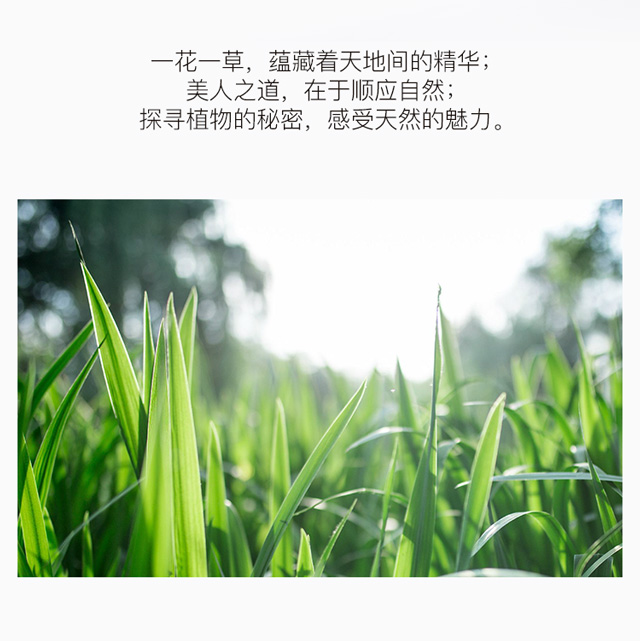 一花一草，蕴藏着天地间的精华；
美人之道，在于顺应自然；
探寻植物的秘密，感受天然的魅力。